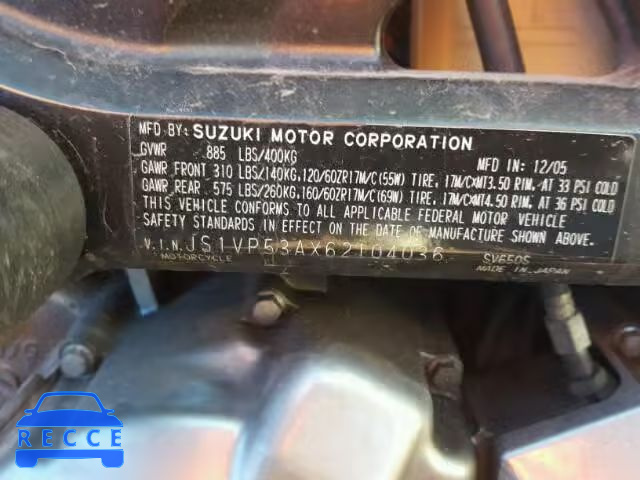 MFD. BY: SUZUKI MOTOR CORPORATION
GVWR 885 LBS/400KG MFD IN: 12/05
GAWR FRONT 310 LBS/140KG,120/60ZR17M/C(55W) TIRE, 17M/C×MT3.50 RIM, AT 33 PSI COLD
GAWR REAR 575 LBS/260KG,160/60ZR17M/C(69W) TIRE, 17M/C×MT4.50 RIM, AT 36 PSI COLD
THIS VEHICLE CONFORMS TO ALL APPLICABLE FEDERAL MOTOR VEHICLE
SAFETY STANDARDS IN EFFECT ON THE DATE OF MANUFACTURE SHOWN ABOVE.
V.I.N. JS1VP53AX62104036 SV650S
MOTORCYCLE MADE IN JAPAN
RECCE